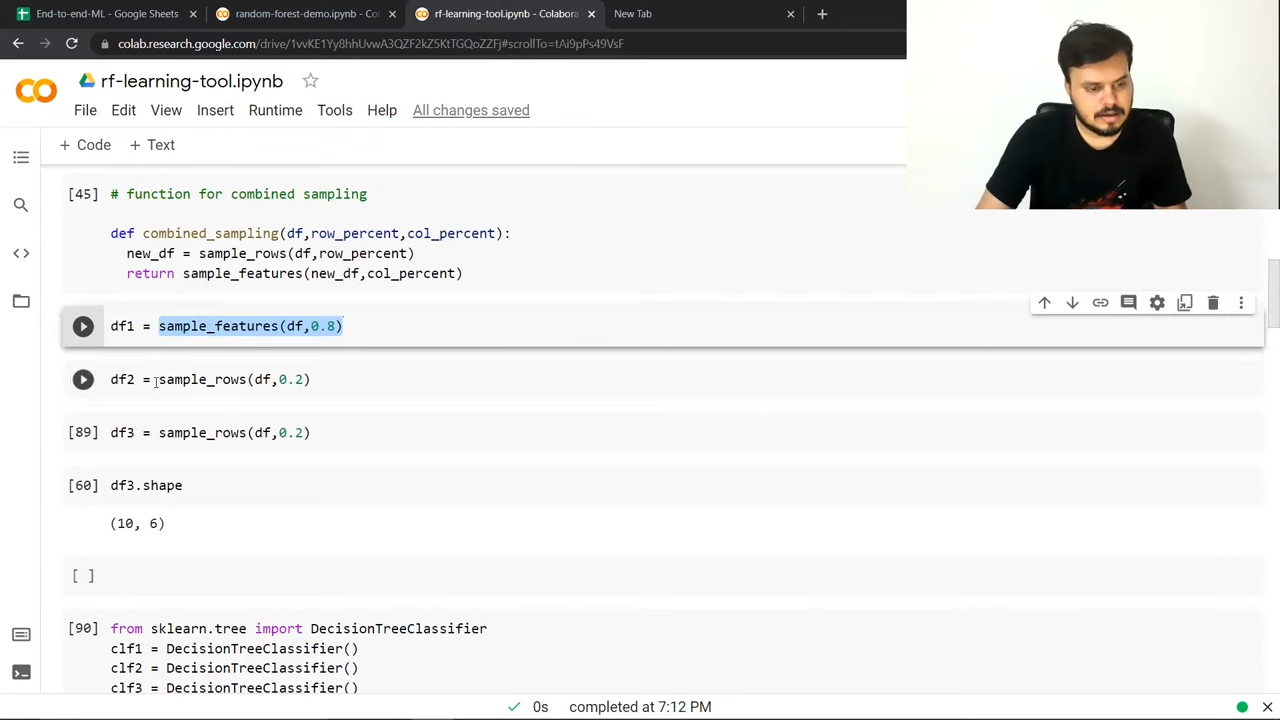 End-to-end-ML - Google Sheets
random-forest-demo.ipynb - Col
rf-learning-tool.ipynb - Colabora
New Tab
colab.research.google.com/drive/1vvKE1Yy8hhUvwA3QZF2kZ5KtTGQoZZFj#scrollTo=tAi9pPs49VsF
rf-learning-tool.ipynb
File Edit View Insert Runtime Tools Help All changes saved
+ Code + Text
[45] # function for combined sampling
def combined_sampling(df,row_percent,col_percent):
new_df = sample_rows(df,row_percent)
return sample_features(new_df,col_percent)
df1 = sample_features(df,0.8)
df2 = sample_rows(df,0.2)
[89] df3 = sample_rows(df,0.2)
[60] df3.shape
(10, 6)
[ ]
[90] from sklearn.tree import DecisionTreeClassifier
clf1 = DecisionTreeClassifier()
clf2 = DecisionTreeClassifier()
clf3 = DecisionTreeClassifier()
0s completed at 7:12 PM